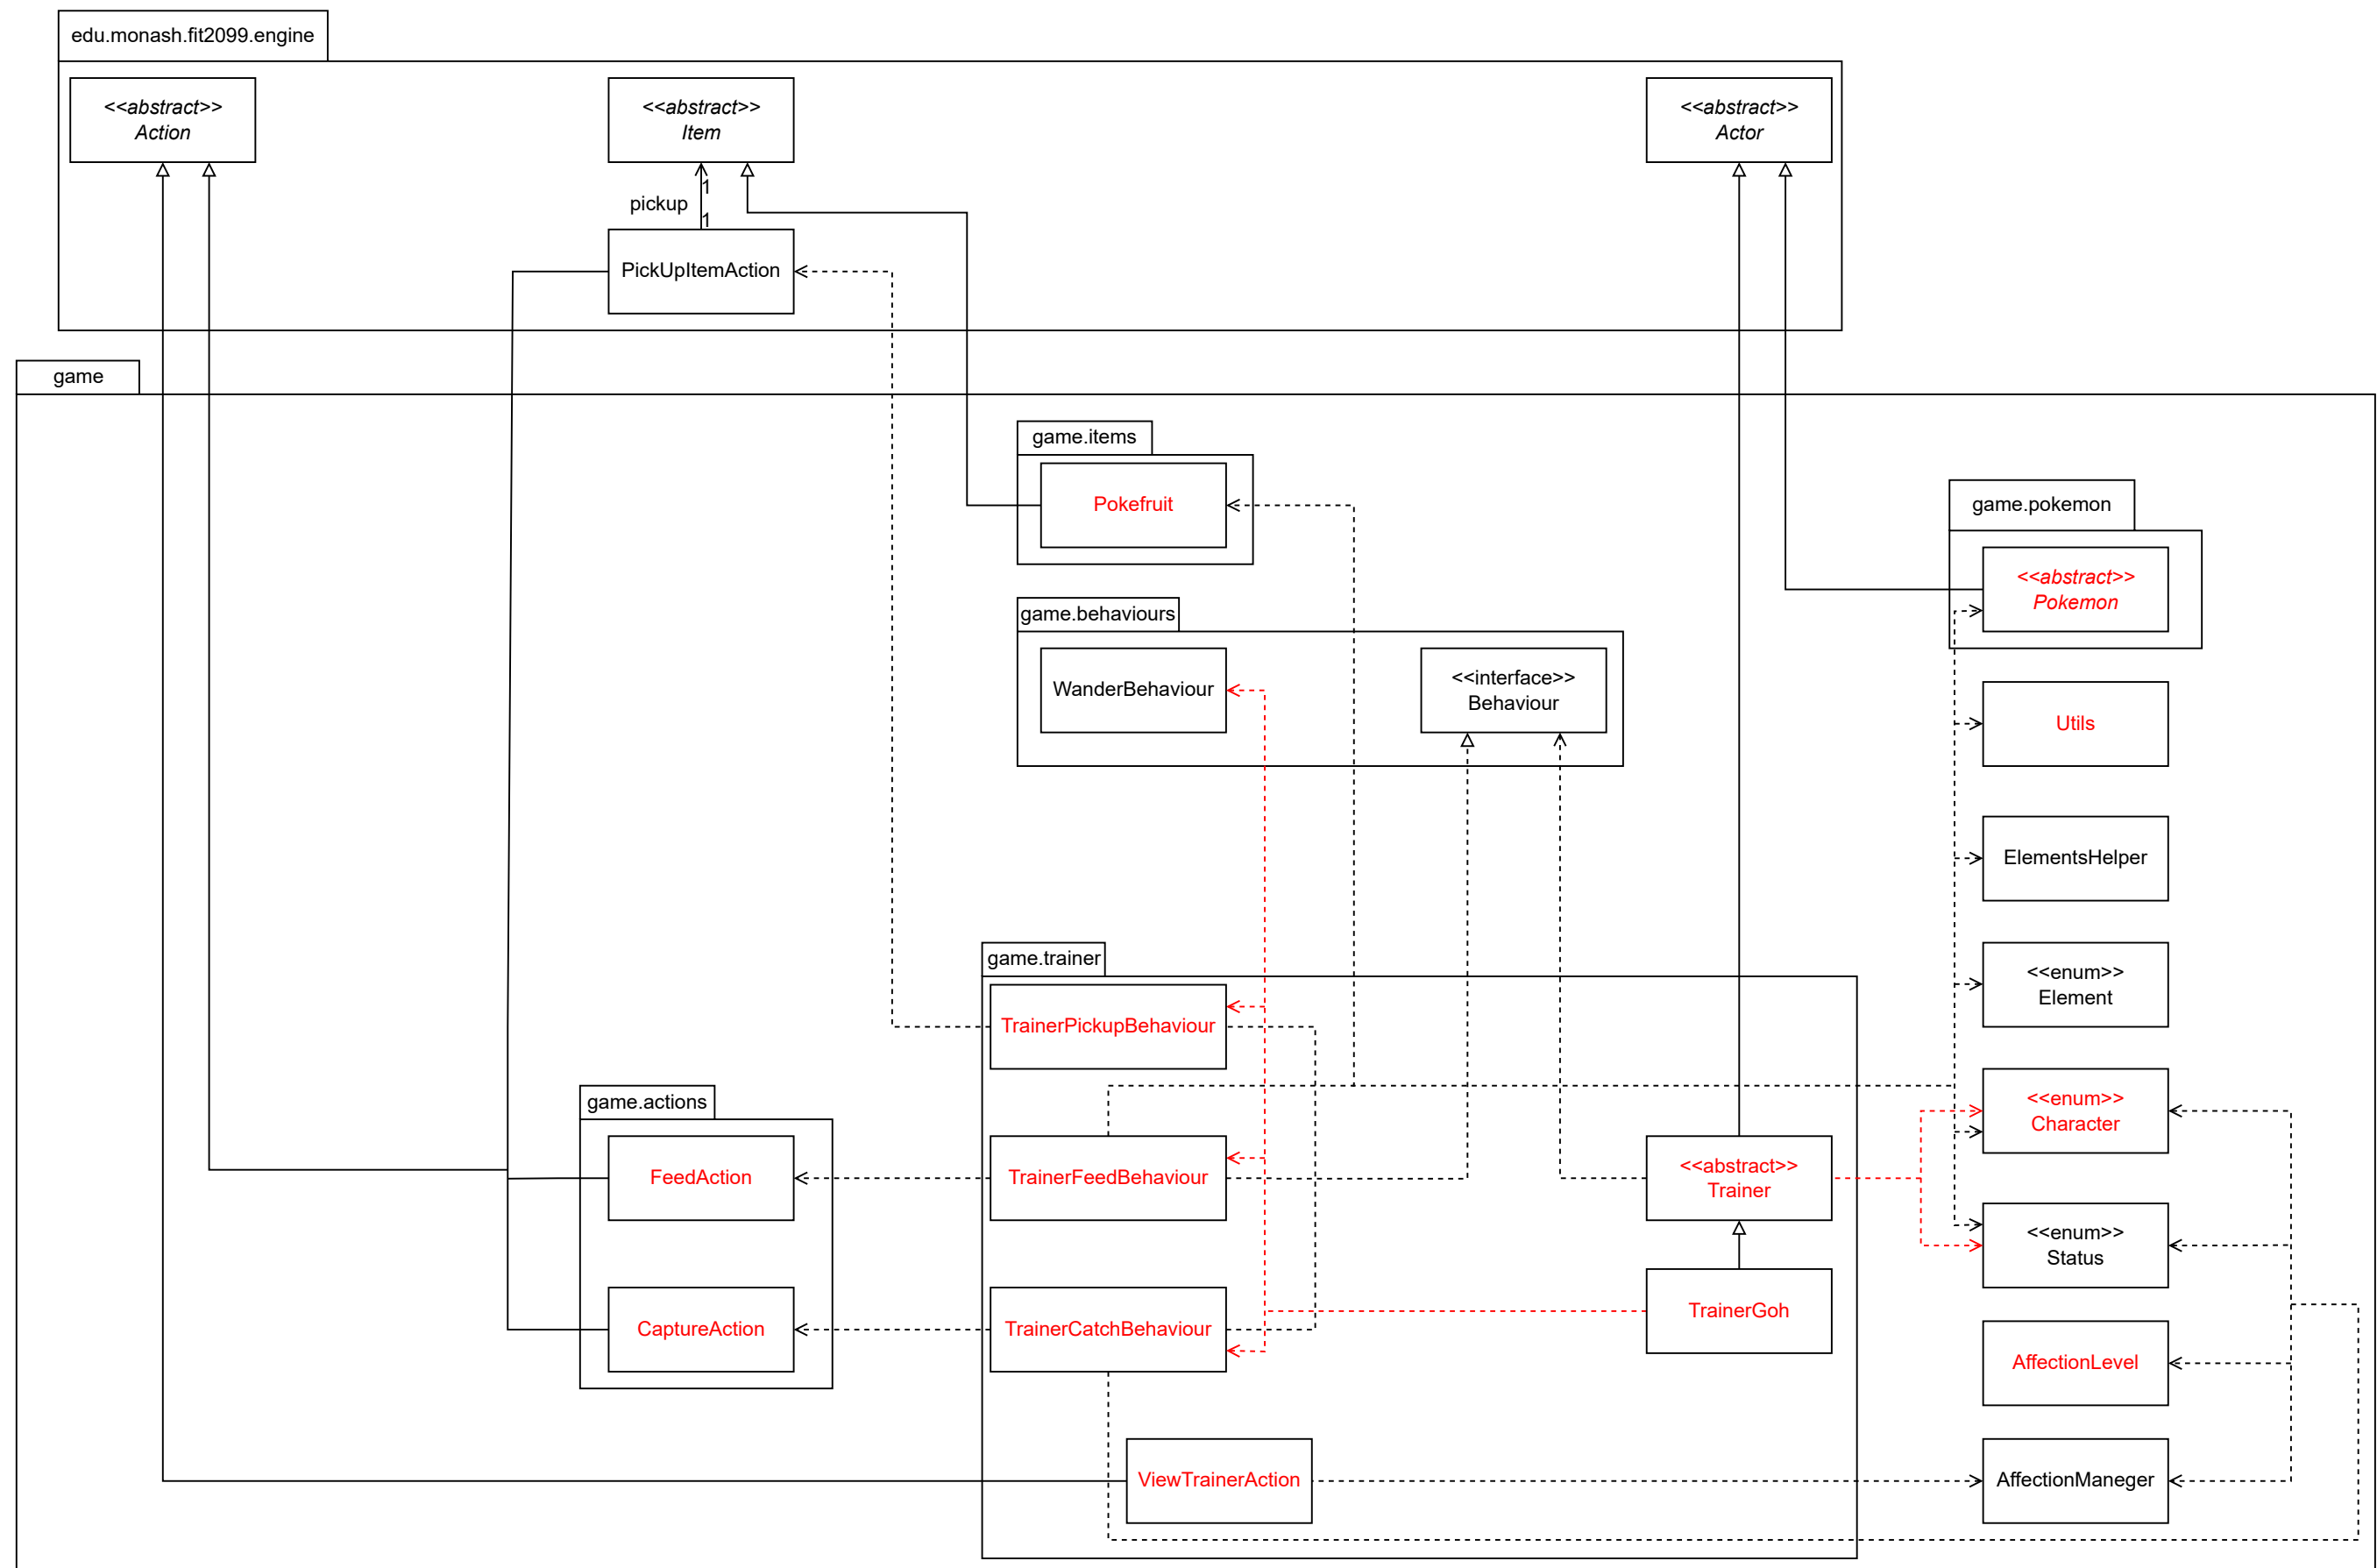 edu.monash.fit2099.engine
<<abstract>>
Action
<<abstract>>
Item
<<abstract>>
Actor
1
pickup
1
PickUpItemAction
game
game.items
Pokefruit
game.pokemon
<<abstract>>
Pokemon
game.behaviours
WanderBehaviour
<<interface>>
Behaviour
Utils
ElementsHelper
game.trainer
<<enum>>
Element
TrainerPickupBehaviour
game.actions
<<enum>>
Character
FeedAction
TrainerFeedBehaviour
<<abstract>>
Trainer
<<enum>>
Status
CaptureAction
TrainerCatchBehaviour
TrainerGoh
AffectionLevel
ViewTrainerAction
AffectionManeger